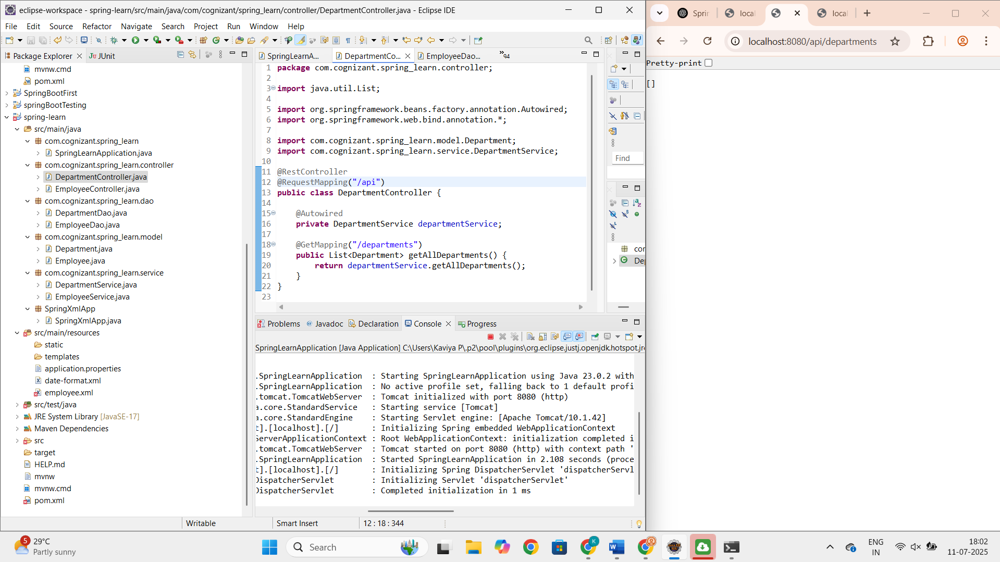 eclipse-workspace - spring-learn/src/main/java/com/cognizant/spring_learn/controller/DepartmentController.java - Eclipse IDE
File Edit Source Refactor Navigate Search Project Run Window Help
Package Explorer
JUnit
mvnw.cmd
pom.xml
SpringBootFirst
springBootTesting
spring-learn
src/main/java
com.cognizant.spring_learn
SpringLearnApplication.java
com.cognizant.spring_learn.controller
DepartmentController.java
EmployeeController.java
com.cognizant.spring_learn.dao
DepartmentDao.java
EmployeeDao.java
com.cognizant.spring_learn.model
Department.java
Employee.java
com.cognizant.spring_learn.service
DepartmentService.java
EmployeeService.java
SpringXmlApp
SpringXmlApp.java
src/main/resources
static
templates
application.properties
date-format.xml
employee.xml
src/test/java
JRE System Library [JavaSE-17]
Maven Dependencies
src
target
HELP.md
mvnw
mvnw.cmd
pom.xml
SpringLearnA... DepartmentCo... EmployeeDao... »94
1 package com.cognizant.spring_learn.controller;
2
3 import java.util.List;
4
5 import org.springframework.beans.factory.annotation.Autowired;
6 import org.springframework.web.bind.annotation.*;
7
8 import com.cognizant.spring_learn.model.Department;
9 import com.cognizant.spring_learn.service.DepartmentService;
10
11 @RestController
12 @RequestMapping("/api")
13 public class DepartmentController {
14
15 @Autowired
16 private DepartmentService departmentService;
17
18 @GetMapping("/departments")
19 public List<Department> getAllDepartments() {
20 return departmentService.getAllDepartments();
21 }
22 }
23
Find
con
Dep
Problems @ Javadoc Declaration Console Progress
SpringLearnApplication [Java Application] C:\Users\Kaviya P\.p2\pool\plugins\org.eclipse.justj.openjdk.hotspot.jre
.SpringLearnApplication : Starting SpringLearnApplication using Java 23.0.2 with
.SpringLearnApplication : No active profile set, falling back to 1 default profi
.tomcat.TomcatWebServer : Tomcat initialized with port 8080 (http)
a.core.StandardService : Starting service [Tomcat]
a.core.StandardEngine : Starting Servlet engine: [Apache Tomcat/10.1.42]
t].[localhost].[/] : Initializing Spring embedded WebApplicationContext
ServerApplicationContext : Root WebApplicationContext: initialization completed i
.tomcat.TomcatWebServer : Tomcat started on port 8080 (http) with context path '
.SpringLearnApplication : Started SpringLearnApplication in 2.108 seconds (proce
t].[localhost].[/] : Initializing Spring DispatcherServlet 'dispatcherServl
DispatcherServlet : Initializing Servlet 'dispatcherServlet'
DispatcherServlet : Completed initialization in 1 ms
Writable
Smart Insert
12 : 18 : 344
Sprin
local
local
localhost:8080/api/departments
Pretty-print
[]
5
29°C
Partly sunny
Search
K
ENG
IN
18:02
11-07-2025